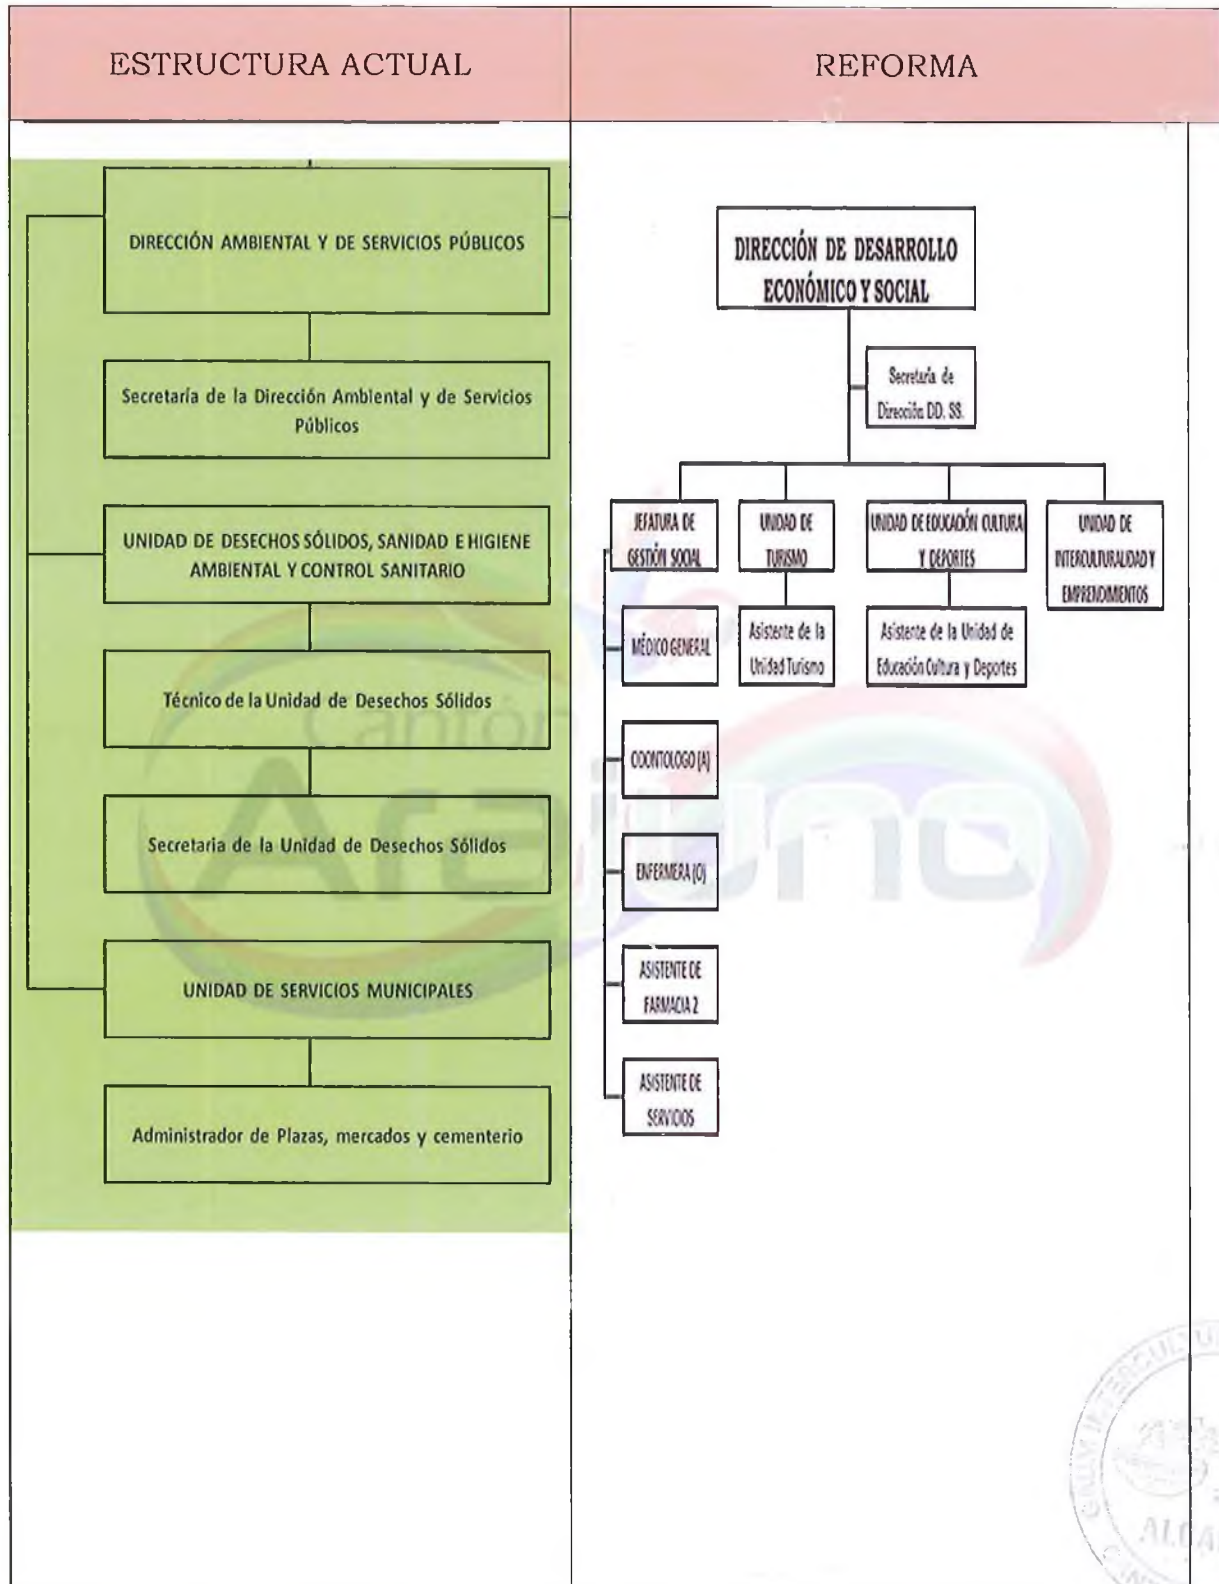 ESTRUCTURA ACTUAL
REFORMA
DIRECCIÓN AMBIENTAL Y DE SERVICIOS PÚBLICOS
Secretaría de la Dirección Ambiental y de Servicios
Públicos
UNIDAD DE DESECHOS SÓLIDOS, SANIDAD E HIGIENE
AMBIENTAL Y CONTROL SANITARIO
Técnico de la Unidad de Desechos Sólidos
Secretaria de la Unidad de Desechos Sólidos
UNIDAD DE SERVICIOS MUNICIPALES
Administrador de Plazas, mercados y cementerio
DIRECCIÓN DE DESARROLLO
ECONÓMICO Y SOCIAL
Secretaría de
Dirección DD. SS.
JEFATURA DE
GESTIÓN SOCIAL
MÉDICO GENERAL
ODONTOLOGO (A)
ENFERMERA (O)
ASISTENTE DE
FARMACIA 2
ASISTENTE DE
SERVICIOS
UNIDAD DE
TURISMO
Asistente de la
Unidad Turismo
UNIDAD DE EDUCACIÓN CULTURA
Y DEPORTES
Asistente de la Unidad de
Educación Cultura y Deportes
UNIDAD DE
INTERCULTURALIDAD Y
EMPRENDIMIENTOS
Cantón
Arajuno